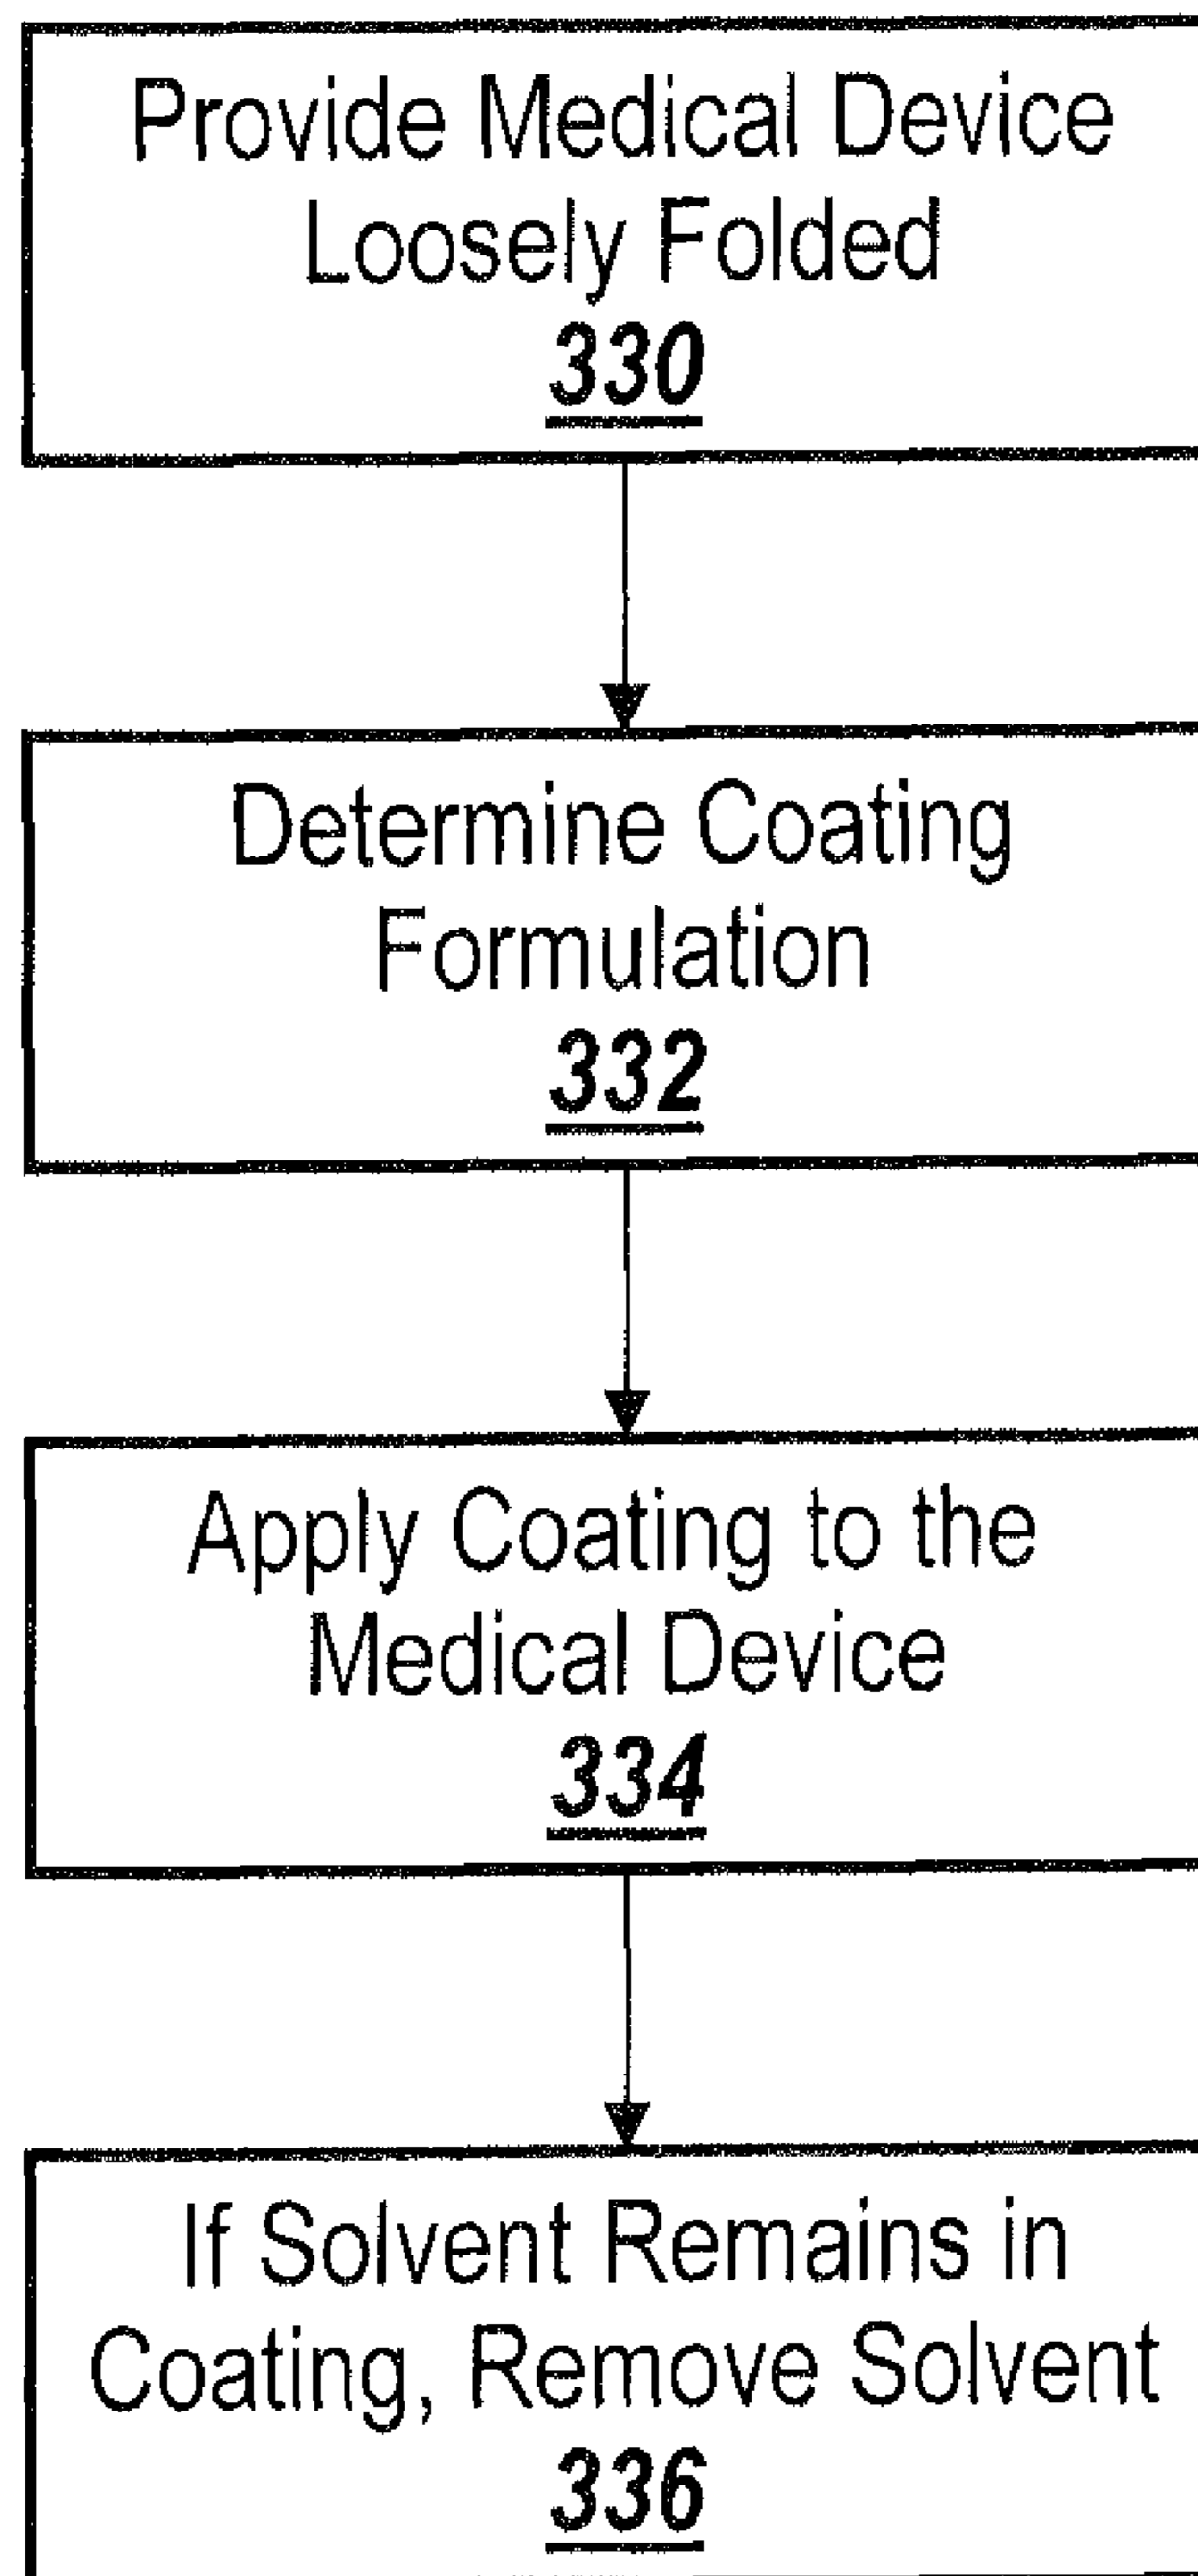 Provide Medical Device
Loosely Folded
330
Determine Coating
Formulation
332
Apply Coating to the
Medical Device
334
If Solvent Remains in
Coating, Remove Solvent
336